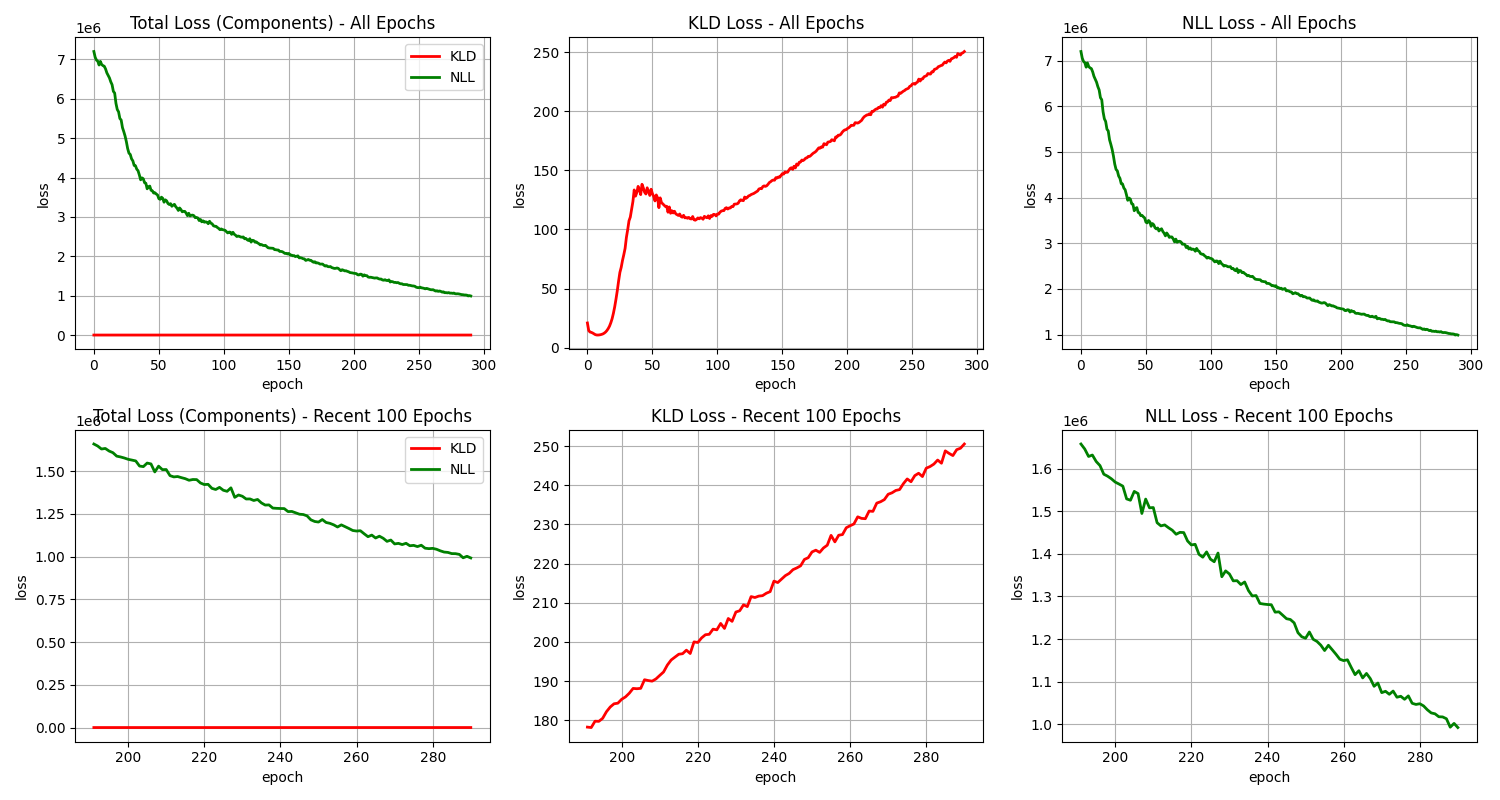 Total Loss (Components) - All Epochs
1e6
KLD
NLL
7
6
5
4
3
2
1
0
loss
0 50 100 150 200 250 300
epoch
KLD Loss - All Epochs
250
200
150
100
50
0
loss
0 50 100 150 200 250 300
epoch
NLL Loss - All Epochs
1e6
7
6
5
4
3
2
1
loss
0 50 100 150 200 250 300
epoch
Total Loss (Components) - Recent 100 Epochs
1e6
KLD
NLL
1.50
1.25
1.00
0.75
0.50
0.25
0.00
loss
200 220 240 260 280
epoch
KLD Loss - Recent 100 Epochs
250
240
230
220
210
200
190
180
loss
200 220 240 260 280
epoch
NLL Loss - Recent 100 Epochs
1e6
1.6
1.5
1.4
1.3
1.2
1.1
1.0
loss
200 220 240 260 280
epoch